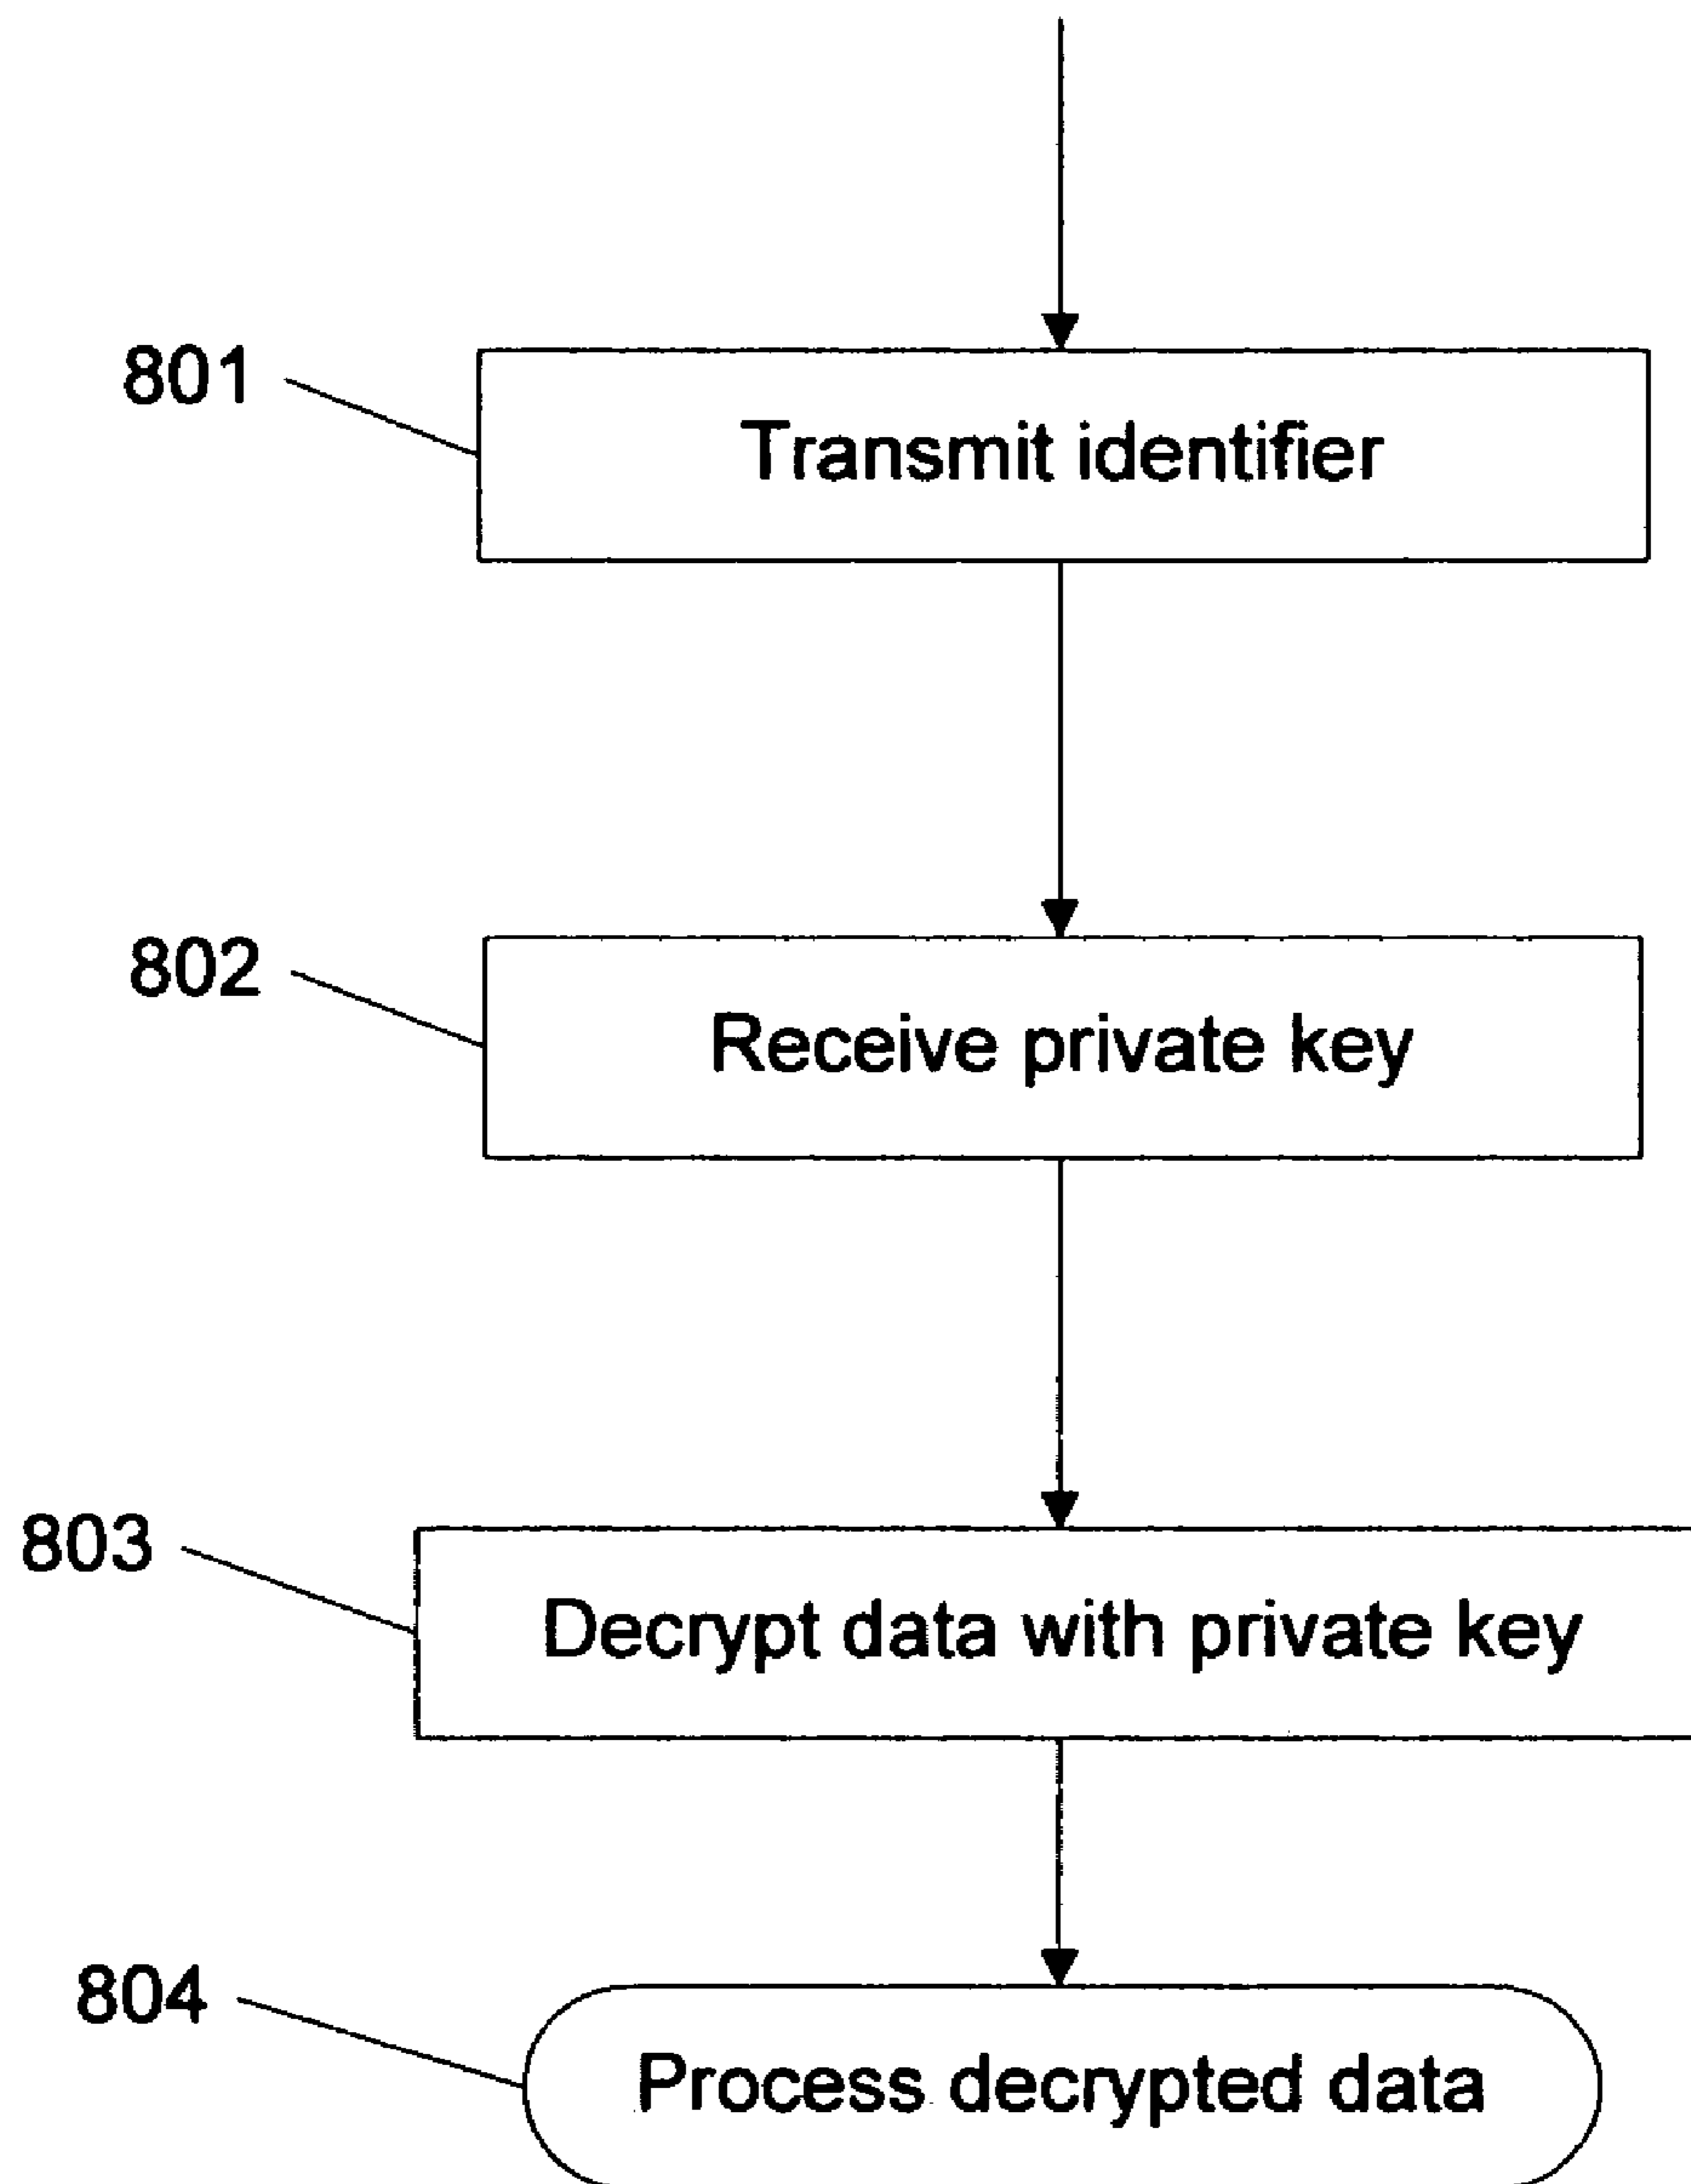 801
Transmit identifier
802
Receive private key
803
Decrypt data with private key
804
Process decrypted data